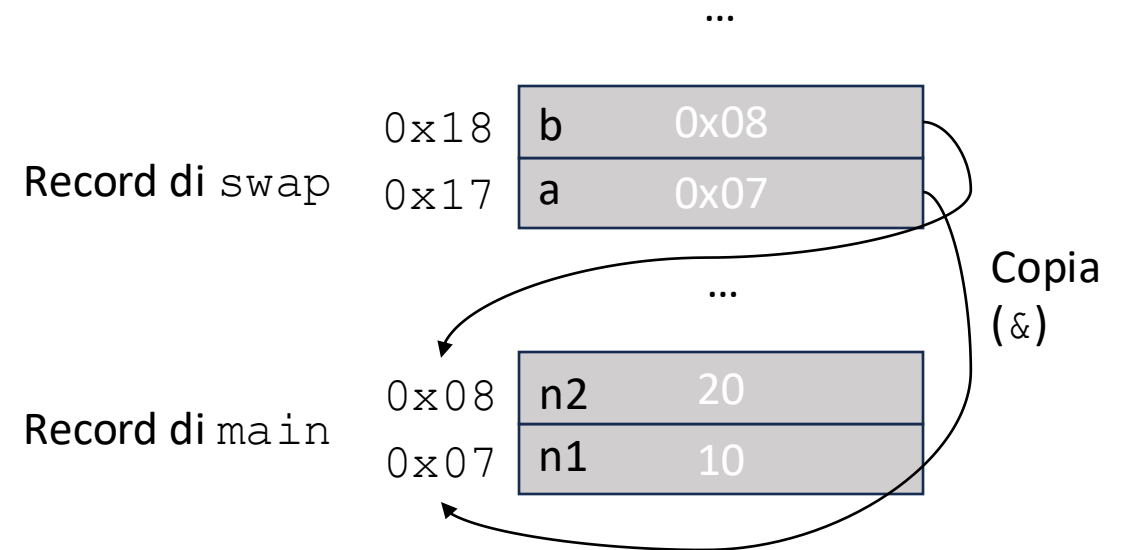 ...
0x18 b 0x08
Record di swap
0x17 a 0x07
Copia
(&)
...
0x08 n2 20
Record di main
0x07 n1 10